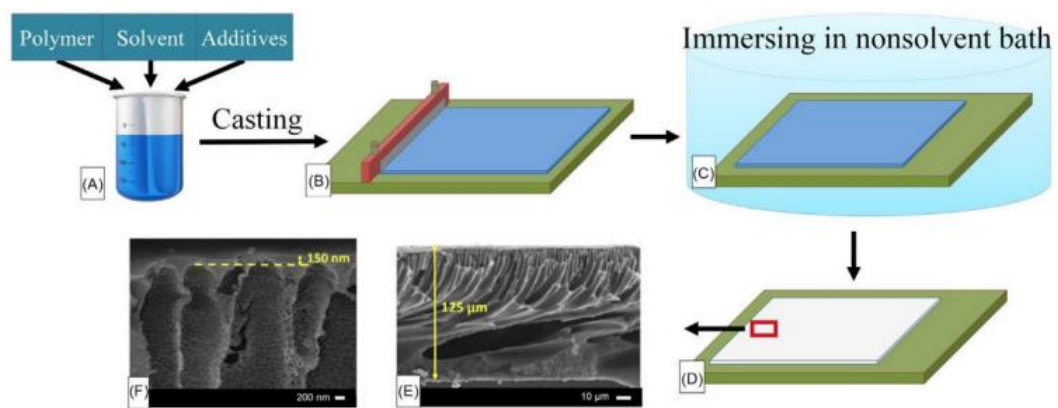 Polymer Solvent Additives
Casting
Immersing in nonsolvent bath
(A)
(B)
(C)
(D)
150 nm
125 µm
(F)
200 nm
(E)
10 µm